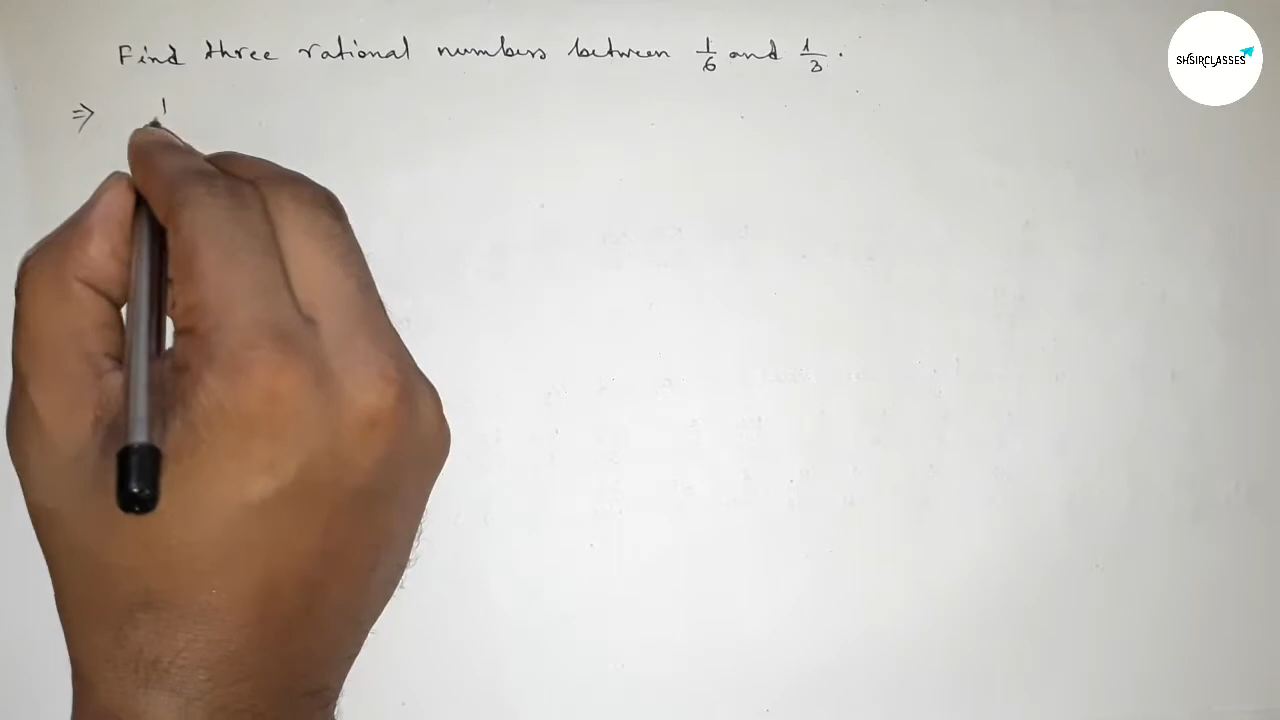 Find three rational numbers between 1/6 and 1/3.
SHSIRCLASSES
⇒ 1